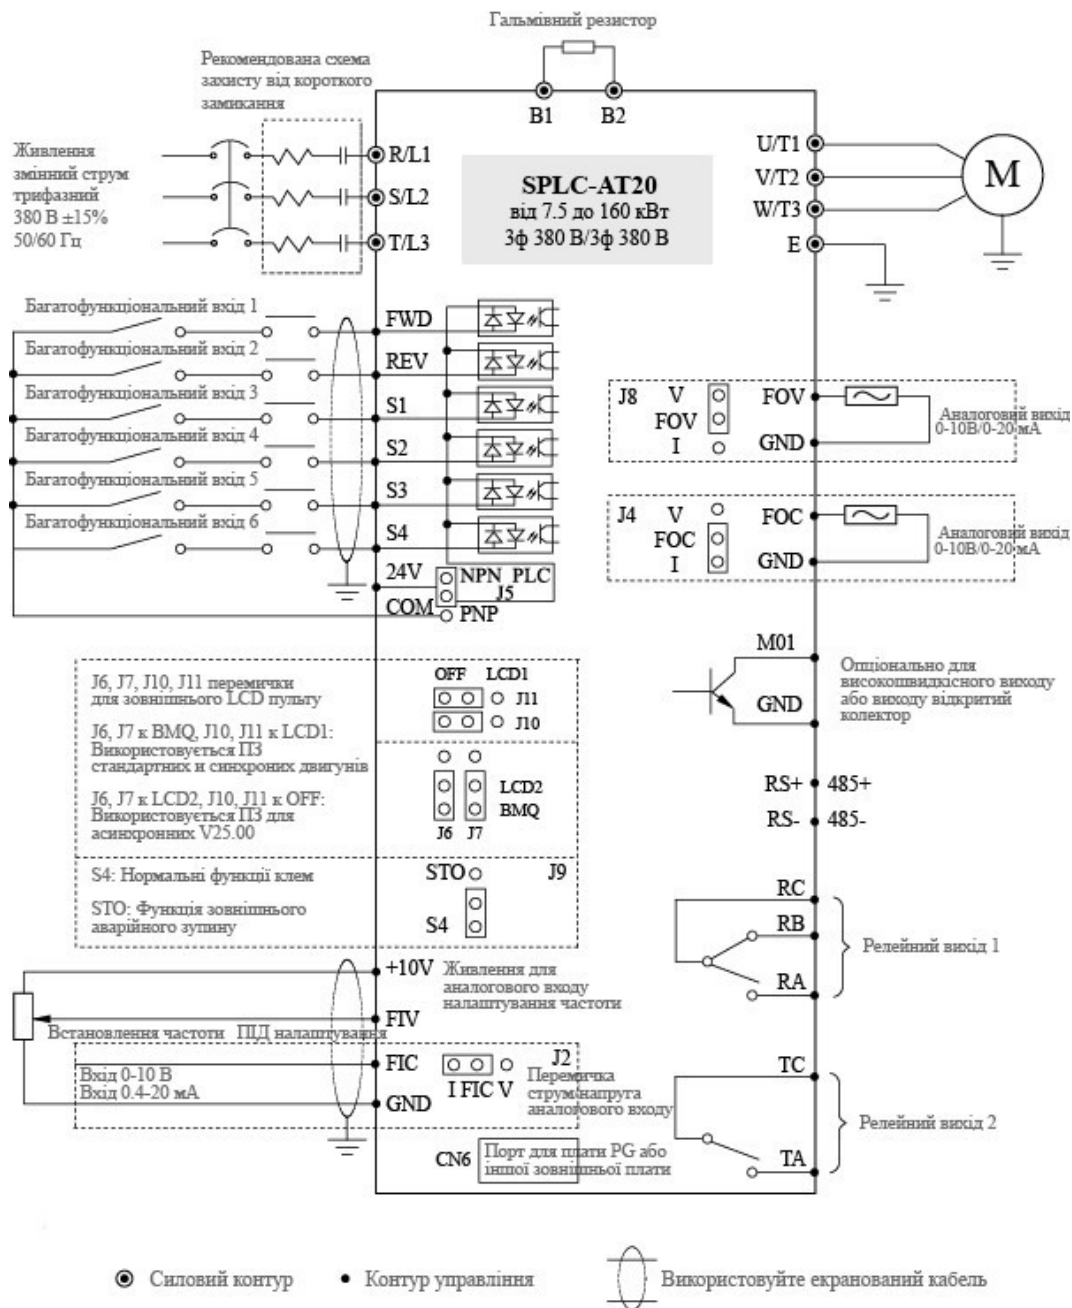 Гальмівний резистор
B1 B2
Рекомендована схема
захисту від короткого
замикання
Живлення
змінний струм
трифазний
380 В ±15%
50/60 Гц
R/L1
S/L2
T/L3
SPLC-AT20
від 7.5 до 160 кВт
3ф 380 В/3ф 380 В
U/T1
V/T2
W/T3
E
M
Багатофункціональний вхід 1
FWD
Багатофункціональний вхід 2
REV
Багатофункціональний вхід 3
S1
Багатофункціональний вхід 4
S2
Багатофункціональний вхід 5
S3
Багатофункціональний вхід 6
S4
24V
NPN PLC
J5
COM
PNP
J8 V FOV
FOV
I GND
Аналоговий вихід
0-10В/0-20 мА
J4 V FOC
FOC
I GND
Аналоговий вихід
0-10В/0-20 мА
M01
GND
Опціонально для
високошвидкісного виходу
або виходу відкритий
колектор
J6, J7, J10, J11 перемички
для зовнішнього LCD пульту
J6, J7 к BMQ, J10, J11 к LCD1:
Використовується ПЗ
стандартних и синхроних двигунів
J6, J7 к LCD2, J10, J11 к OFF:
Використовується ПЗ для
асинхронних V25.00
OFF LCD1
J11
J10
LCD2
BMQ
J6 J7
S4: Нормальні функції клем
STO: Функція зовнішнього
аварійного зупину
STO J9
S4
RS+ 485+
RS- 485-
RC
RB
RA
Релейний вихід 1
+10V
Живлення для
аналогового входу
налаштування частоти
FIV
Встановлення частоти ПІД налаштування
FIC
Вхід 0-10 В
Вхід 0.4-20 мА
GND
J2
I FIC V
Перемичка
струм/напруга
аналогового входу
CN6
Порт для плати PG або
іншої зовнішньої плати
TC
TA
Релейний вихід 2
Силовий контур
Контур управління
Використовуйте екранований кабель